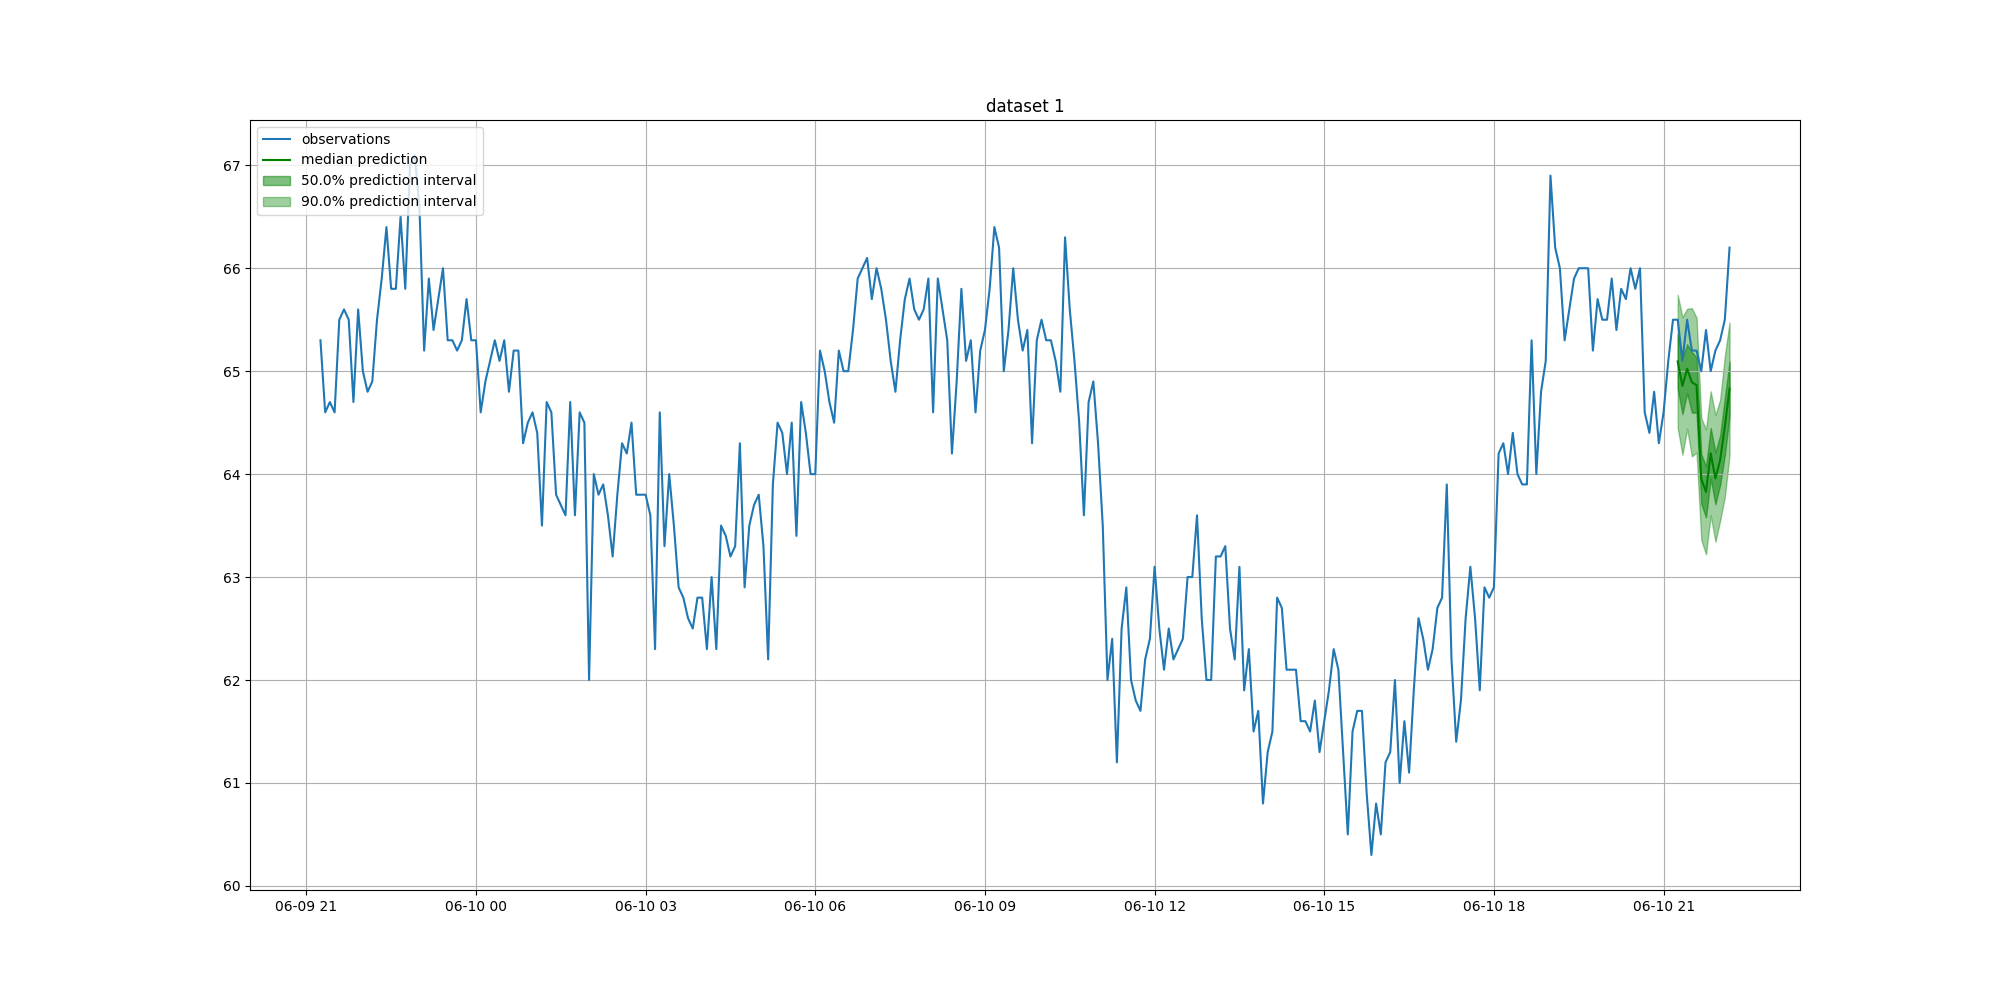 dataset 1
observations
median prediction
50.0% prediction interval
90.0% prediction interval
67
66
65
64
63
62
61
60
06-09 21 06-10 00 06-10 03 06-10 06 06-10 09 06-10 12 06-10 15 06-10 18 06-10 21